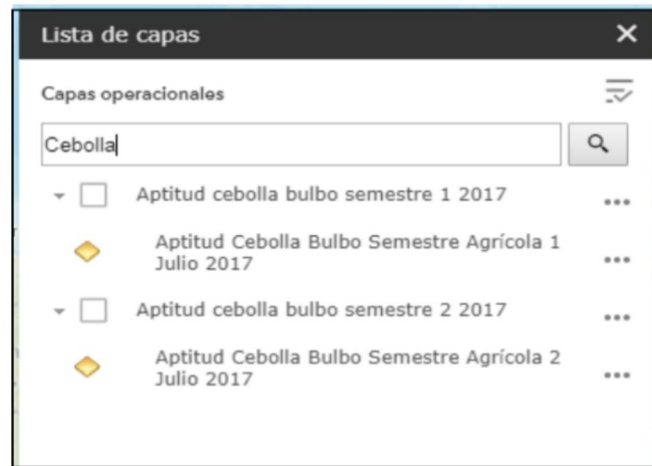 Lista de capas
Capas operacionales
Cebolla
Aptitud cebolla bulbo semestre 1 2017
Aptitud Cebolla Bulbo Semestre Agrícola 1
Julio 2017
Aptitud cebolla bulbo semestre 2 2017
Aptitud Cebolla Bulbo Semestre Agrícola 2
Julio 2017